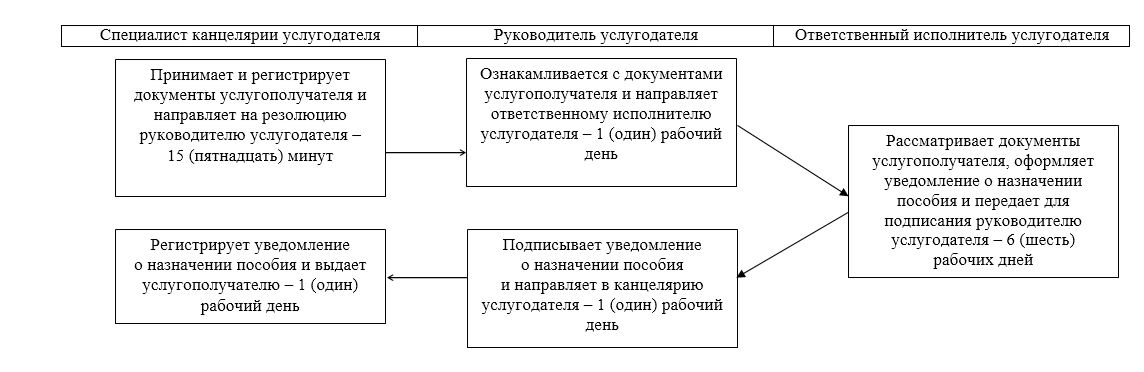 Специалист канцелярии услугодателя
Руководитель услугодателя
Ответственный исполнитель услугодателя
Принимает и регистрирует
документы услугополучателя и
направляет на резолюцию
руководителю услугодателя –
15 (пятнадцать) минут
Ознакамливается с документами
услугополучателя и направляет
ответственному исполнителю
услугодателя – 1 (один) рабочий
день
Рассматривает документы
услугополучателя, оформляет
уведомление о назначении
пособия и передает для
подписания руководителю
услугодателя – 6 (шесть)
рабочих дней
Подписывает уведомление
о назначении пособия
и направляет в канцелярию
услугодателя – 1 (один) рабочий
день
Регистрирует уведомление
о назначении пособия и выдает
услугополучателю – 1 (один)
рабочий день